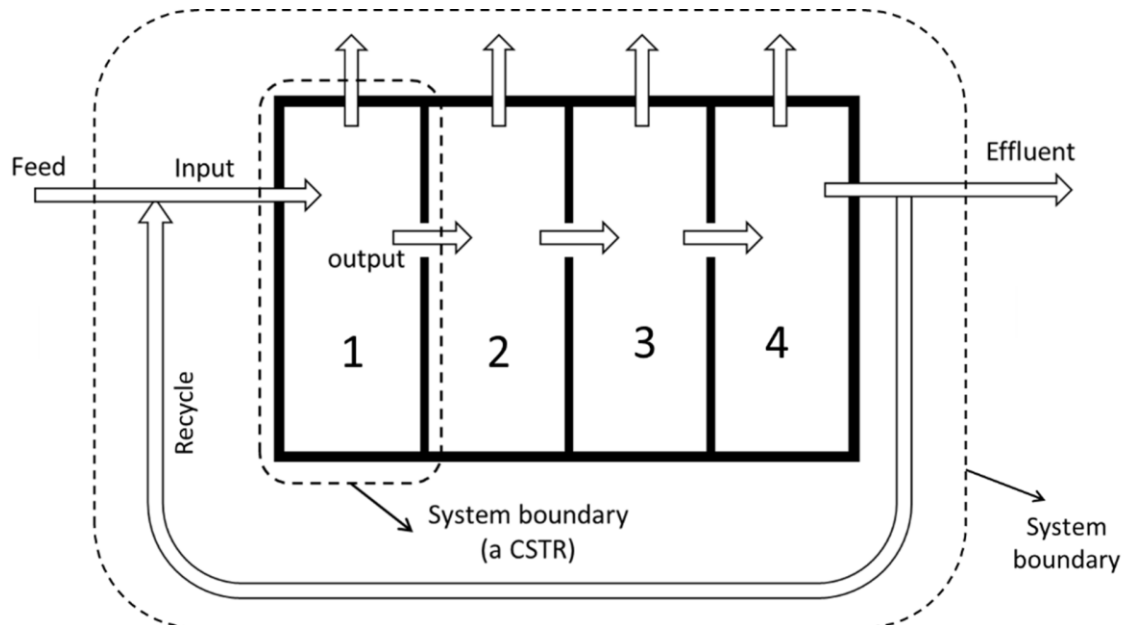 Feed
Input
Effluent
output
1
2
3
4
Recycle
System boundary
(a CSTR)
System
boundary